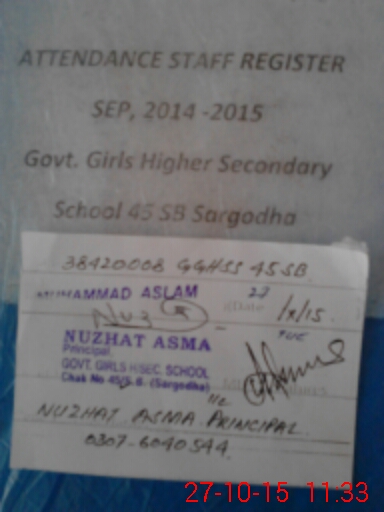 ATTENDANCE STAFF REGISTER
SEP, 2014 -2015
Govt. Girls Higher Secondary
School 45 SB Sargodha
38420008 GGHSS 45 SB
MUHAMMAD ASLAM
27
Date
/X/15.
NUZHAT ASMA
Principal
GOVT. GIRLS H.SEC. SCHOOL
Chak No.45/S.B. (Sargodha)
NUZHAT ASMA PRINCIPAL
0307-6040544
27-10-15 11:33